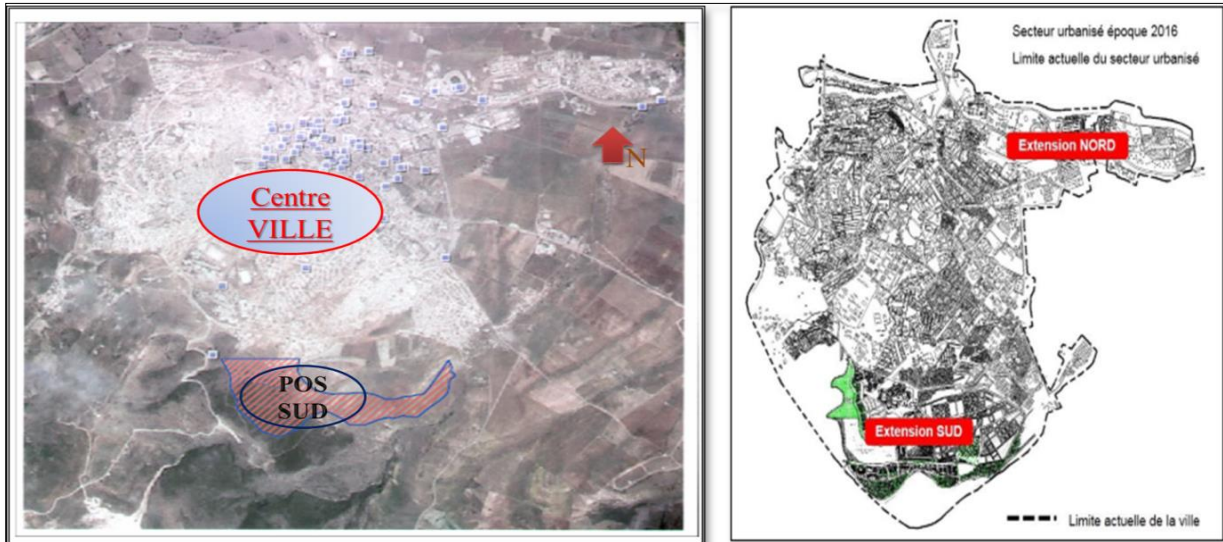 Centre
VILLE
N
POS
SUD
Secteur urbanisé époque 2016
Limite actuelle du secteur urbanisé
Extension NORD
Extension SUD
Limite actuelle de la ville